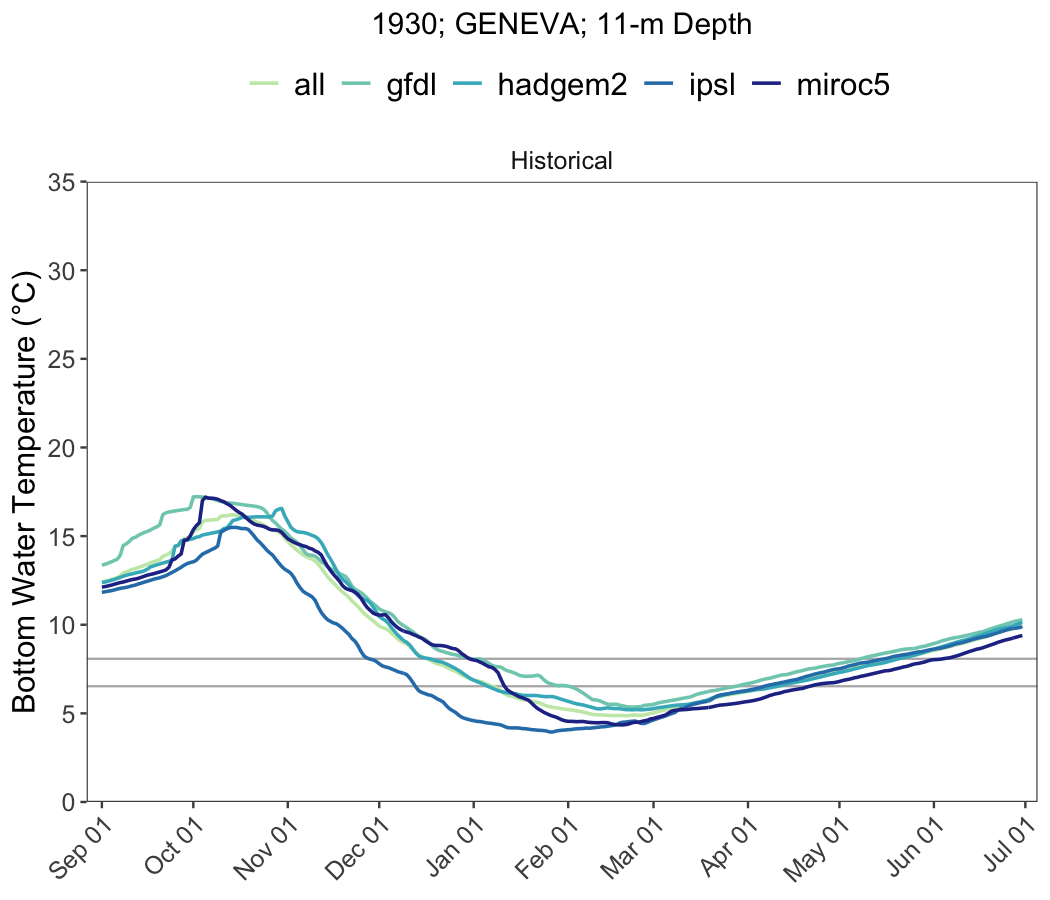 1930; GENEVA; 11-m Depth
all gfdl hadgem2 ipsl miroc5
Historical
Bottom Water Temperature (°C)
35
30
25
20
15
10
5
0
Sep 01 Oct 01 Nov 01 Dec 01 Jan 01 Feb 01 Mar 01 Apr 01 May 01 Jun 01 Jul 01